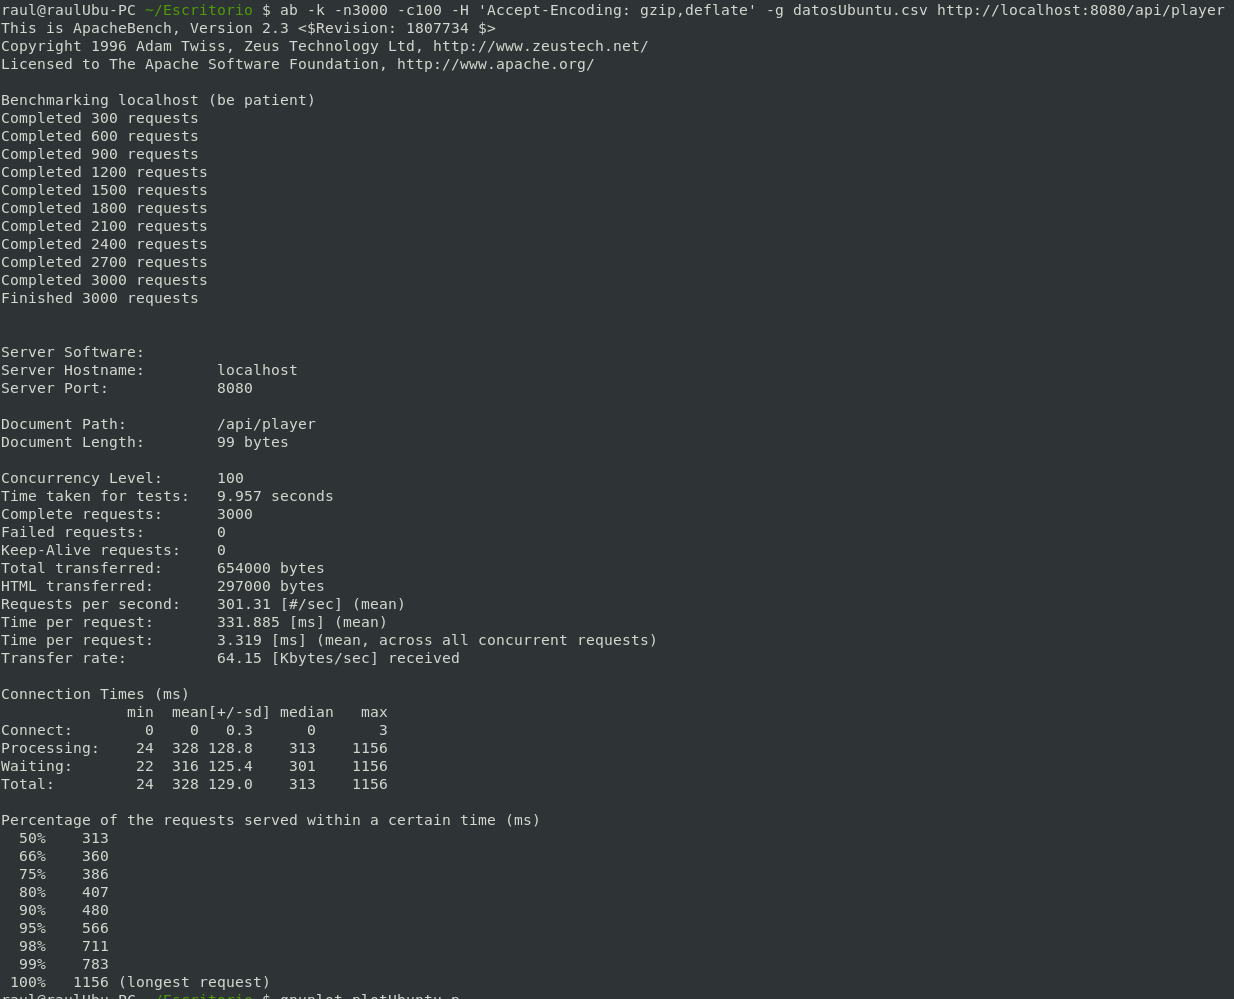 raul@raulUbu-PC ~/Escritorio $ ab -k -n3000 -c100 -H 'Accept-Encoding: gzip,deflate' -g datosUbuntu.csv http://localhost:8080/api/player
This is ApacheBench, Version 2.3 <$Revision: 1807734 $>
Copyright 1996 Adam Twiss, Zeus Technology Ltd, http://www.zeustech.net/
Licensed to The Apache Software Foundation, http://www.apache.org/

Benchmarking localhost (be patient)
Completed 300 requests
Completed 600 requests
Completed 900 requests
Completed 1200 requests
Completed 1500 requests
Completed 1800 requests
Completed 2100 requests
Completed 2400 requests
Completed 2700 requests
Completed 3000 requests
Finished 3000 requests


Server Software:
Server Hostname:        localhost
Server Port:            8080

Document Path:          /api/player
Document Length:        99 bytes

Concurrency Level:      100
Time taken for tests:   9.957 seconds
Complete requests:      3000
Failed requests:        0
Keep-Alive requests:    0
Total transferred:      654000 bytes
HTML transferred:       297000 bytes
Requests per second:    301.31 [#/sec] (mean)
Time per request:       331.885 [ms] (mean)
Time per request:       3.319 [ms] (mean, across all concurrent requests)
Transfer rate:          64.15 [Kbytes/sec] received

Connection Times (ms)
              min  mean[+/-sd] median   max
Connect:        0    0   0.3      0       3
Processing:    24  328 128.8    313    1156
Waiting:       22  316 125.4    301    1156
Total:         24  328 129.0    313    1156

Percentage of the requests served within a certain time (ms)
  50%    313
  66%    360
  75%    386
  80%    407
  90%    480
  95%    566
  98%    711
  99%    783
 100%   1156 (longest request)
raul@raulUbu-PC ~/Escritorio $ gnuplot plotUbuntu.p